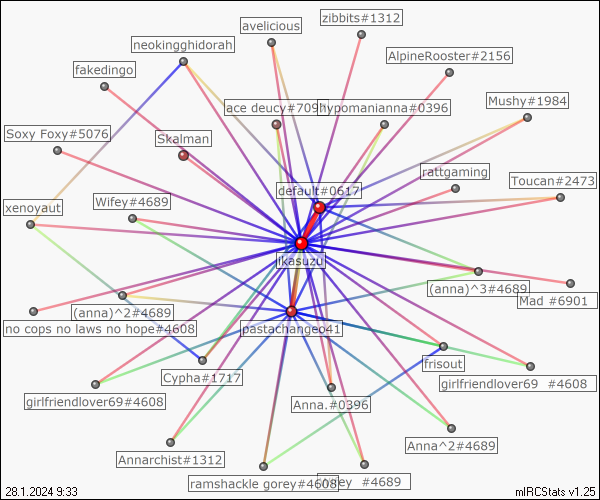 zibbits#1312
avelicious
neokingghidorah
AlpineRooster#2156
fakedingo
ace deucy#709
hypomanianna#0396
Mushy#1984
Soxy Foxy#5076
Skalman
rattgaming
default#0617
Toucan#2473
Wifey#4689
xenoyaut
ikasuzu
(anna)^3#4689
Mad #6901
(anna)^2#4689
no cops no laws no hope#4608
pastachangeo41
frisout
Cypha#1717
girlfriendlover69 #4608
girlfriendlover69#4608
Anna.#0396
Anna^2#4689
Annarchist#1312
ramshackle gorey#4608
#4689
28.1.2024 9:33
mIRCStats v1.25